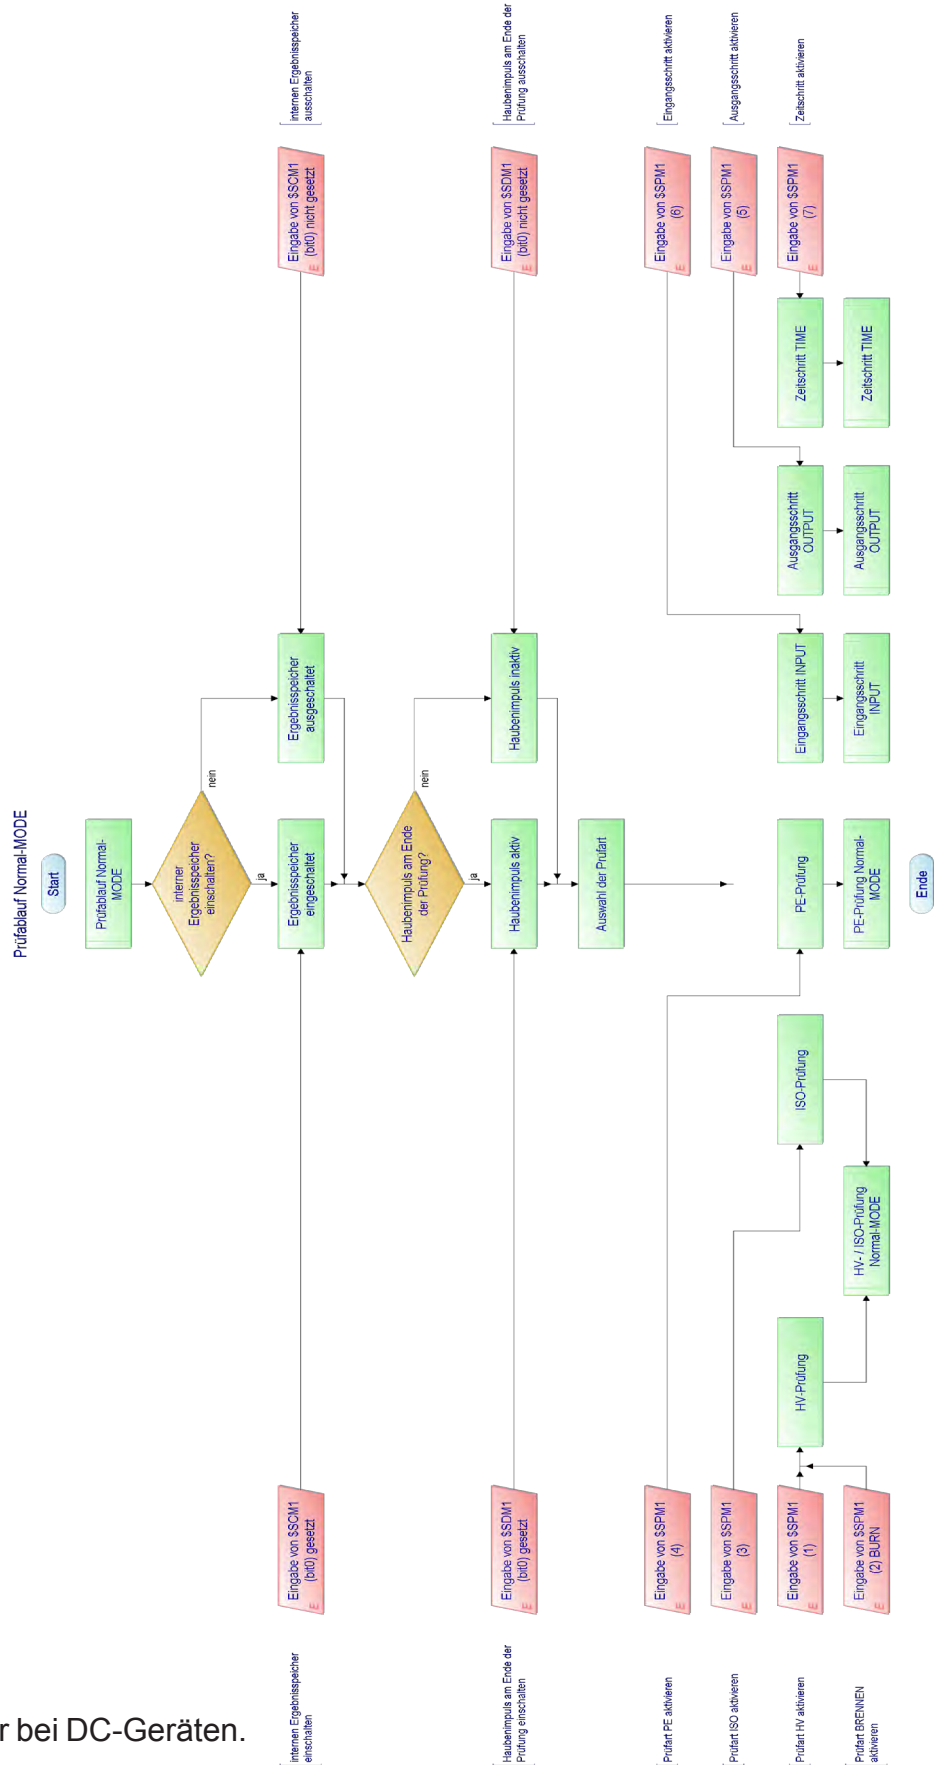 Prüfablauf Normal-MODE
Start
Prüfablauf Normal-
MODE
interner
Ergebnisspeicher
einschalten?
ja
nein
internen Ergebnisspeicher
einschalten
Eingabe von $SCM1
(bit0) gesetzt
E
Ergebnisspeicher
eingeschaltet
Ergebnisspeicher
ausgeschaltet
Eingabe von $SCM1
(bit0) nicht gesetzt
E
internen Ergebnisspeicher
ausschalten
Haubenimpuls am Ende
der Prüfung?
ja
nein
Haubenimpuls am Ende der
Prüfung einschalten
Eingabe von $SDM1
(bit0) gesetzt
E
Haubenimpuls aktiv
Haubenimpuls inaktiv
Eingabe von $SDM1
(bit0) nicht gesetzt
E
Haubenimpuls am Ende der
Prüfung ausschalten
Auswahl der Prüfart
Prüfart PE aktivieren
Eingabe von $SPM1
(4)
E
Eingabe von $SPM1
(6)
E
Eingangsschritt aktivieren
Prüfart ISO aktivieren
Eingabe von $SPM1
(3)
E
Eingabe von $SPM1
(5)
E
Ausgangsschritt aktivieren
Prüfart HV aktivieren
Eingabe von $SPM1
(1)
E
HV-Prüfung
ISO-Prüfung
PE-Prüfung
Eingangsschritt INPUT
Ausgangsschritt
OUTPUT
Zeitschritt TIME
Eingabe von $SPM1
(7)
E
Zeitschritt aktivieren
Prüfart BRENNEN
aktivieren
Eingabe von $SPM1
(2) BURN
E
HV- / ISO-Prüfung
Normal-MODE
PE-Prüfung Normal-
MODE
Eingangsschritt
INPUT
Ausgangsschritt
OUTPUT
Zeitschritt TIME
Ende
r bei DC-Geräten.